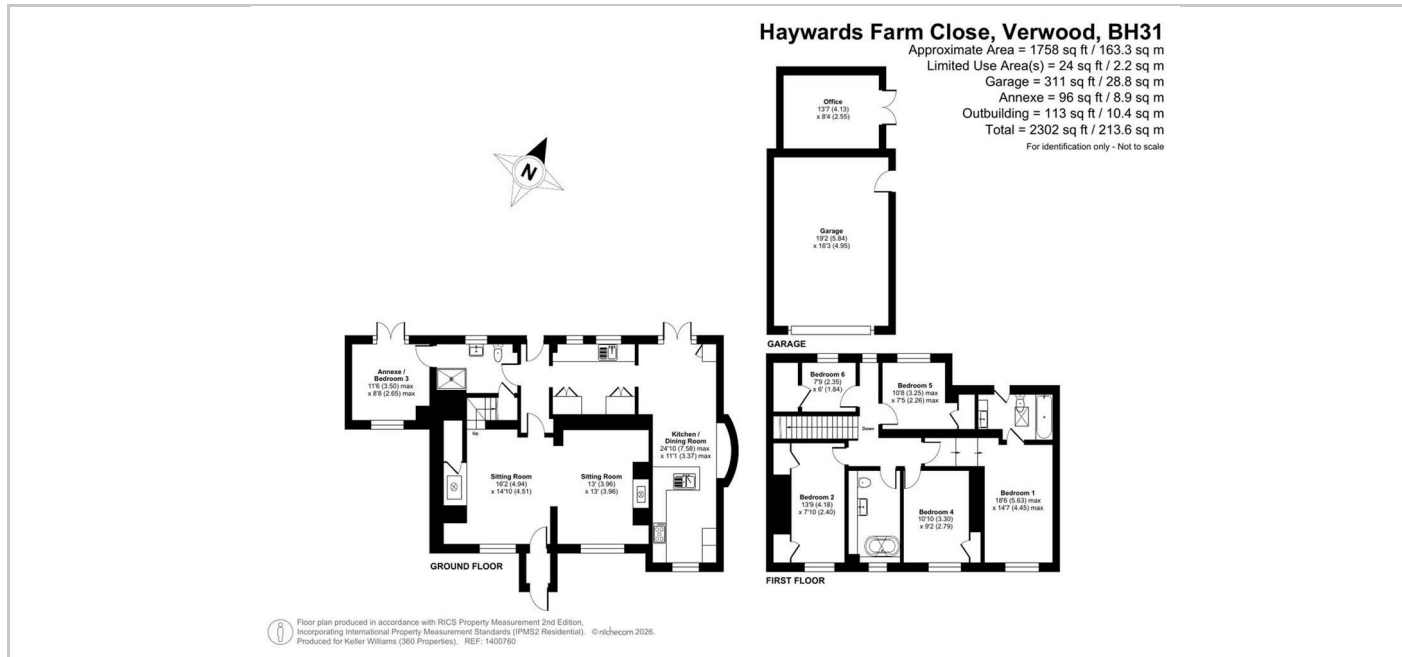 Haywards Farm Close, Verwood, BH31
Approximate Area = 1758 sq ft / 163.3 sq m
Limited Use Area(s) = 24 sq ft / 2.2 sq m
Garage = 311 sq ft / 28.8 sq m
Annexe = 96 sq ft / 8.9 sq m
Outbuilding = 113 sq ft / 10.4 sq m
Total = 2302 sq ft / 213.6 sq m
For identification only - Not to scale
Office
13'7 (4.13)
x 8'4 (2.55)
N
Garage
19'2 (5.84)
x 16'3 (4.95)
GARAGE
Annexe /
Bedroom 3
11'6 (3.50) max
x 8'8 (2.65) max
Up
Kitchen /
Dining Room
24'10 (7.58) max
x 11'1 (3.37) max
Sitting Room
16'2 (4.94)
x 14'10 (4.51)
Sitting Room
13' (3.96)
x 13' (3.96)
GROUND FLOOR
Bedroom 6
7'9 (2.35)
x 6' (1.84)
Bedroom 5
10'8 (3.25) max
x 7'5 (2.26) max
Down
Bedroom 2
13'9 (4.18)
x 7'10 (2.40)
Bedroom 4
10'10 (3.30)
x 9'2 (2.79)
Bedroom 1
18'6 (5.63) max
x 14'7 (4.45) max
FIRST FLOOR
Floor plan produced in accordance with RICS Property Measurement 2nd Edition,
Incorporating International Property Measurement Standards (IPMS2 Residential). © nichecom 2026.
Produced for Keller Williams (360 Properties). REF: 1400760